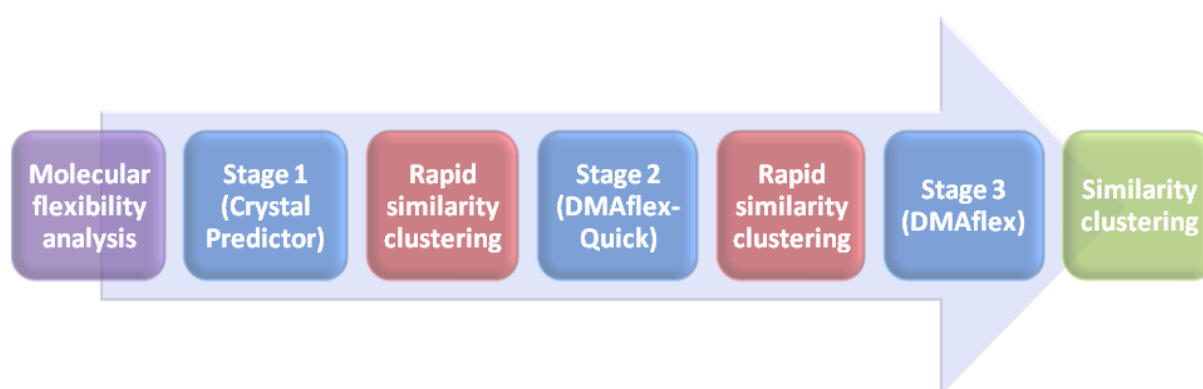 Molecular
flexibility
analysis
Stage 1
(Crystal
Predictor)
Rapid
similarity
clustering
Stage 2
(DMAflex-
Quick)
Rapid
similarity
clustering
Stage 3
(DMAflex)
Similarity
clustering